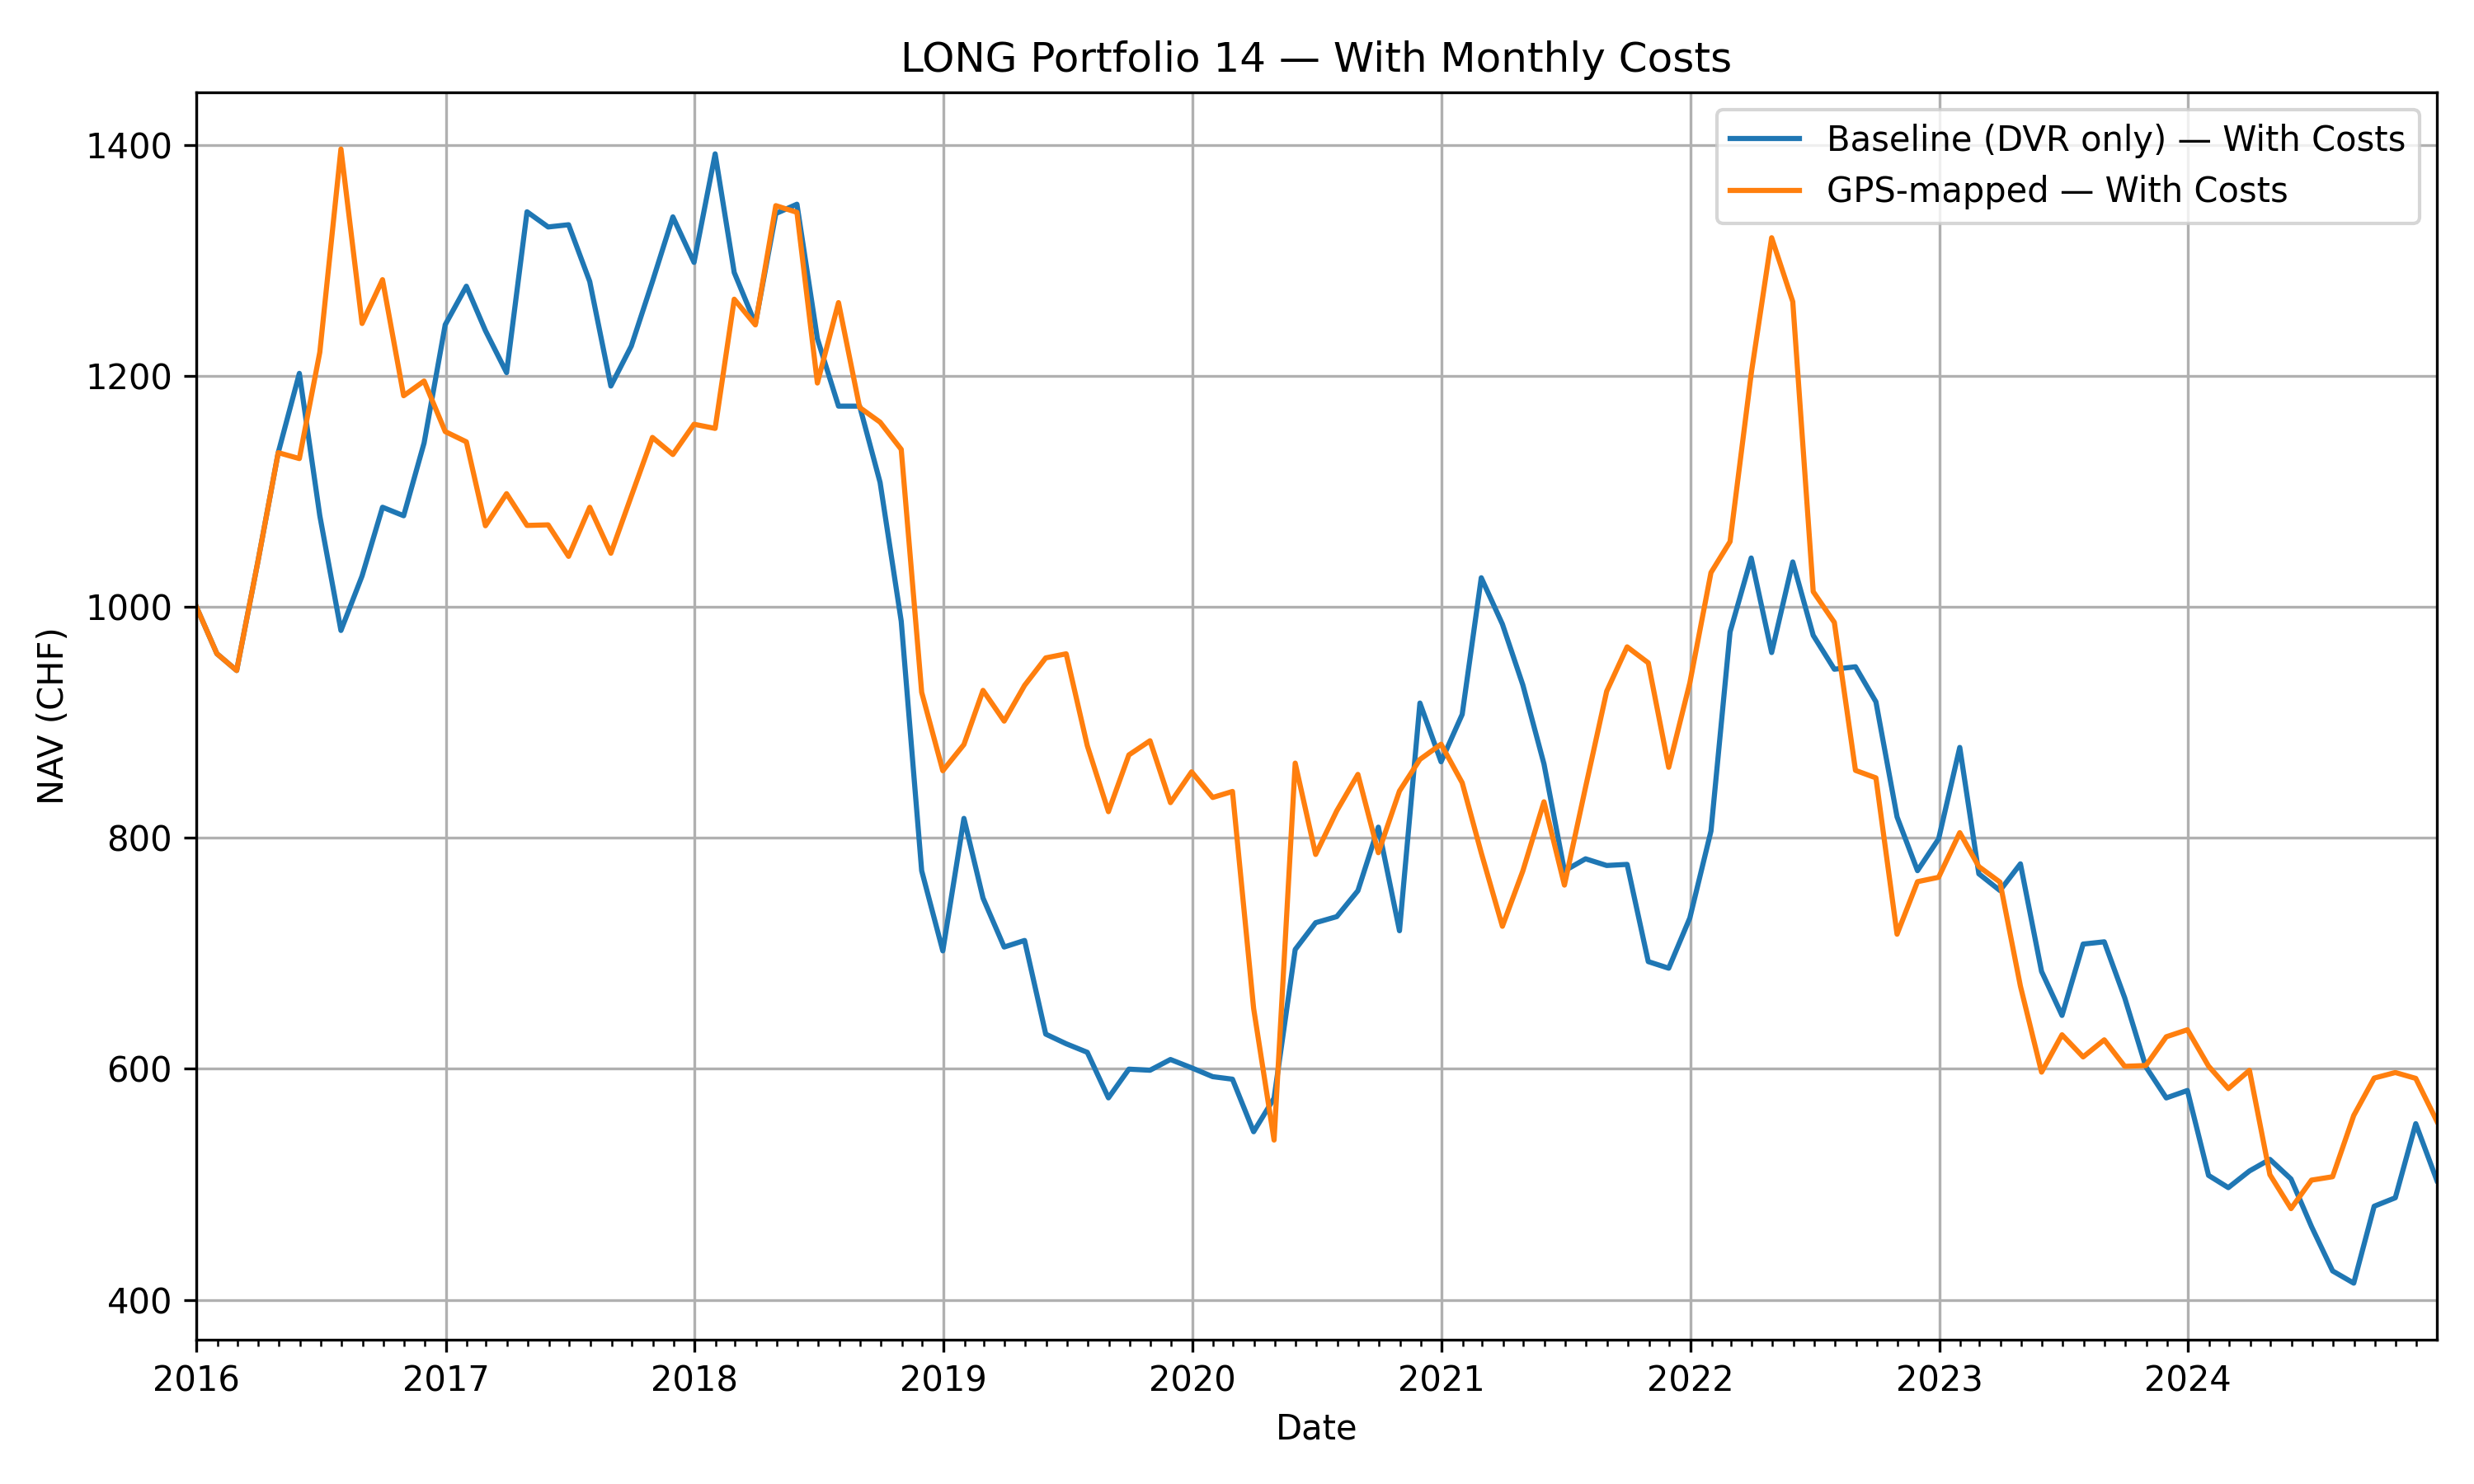 LONG Portfolio 14 — With Monthly Costs
Baseline (DVR only) — With Costs
GPS-mapped — With Costs
NAV (CHF)
1400
1200
1000
800
600
400
2016 2017 2018 2019 2020 2021 2022 2023 2024
Date